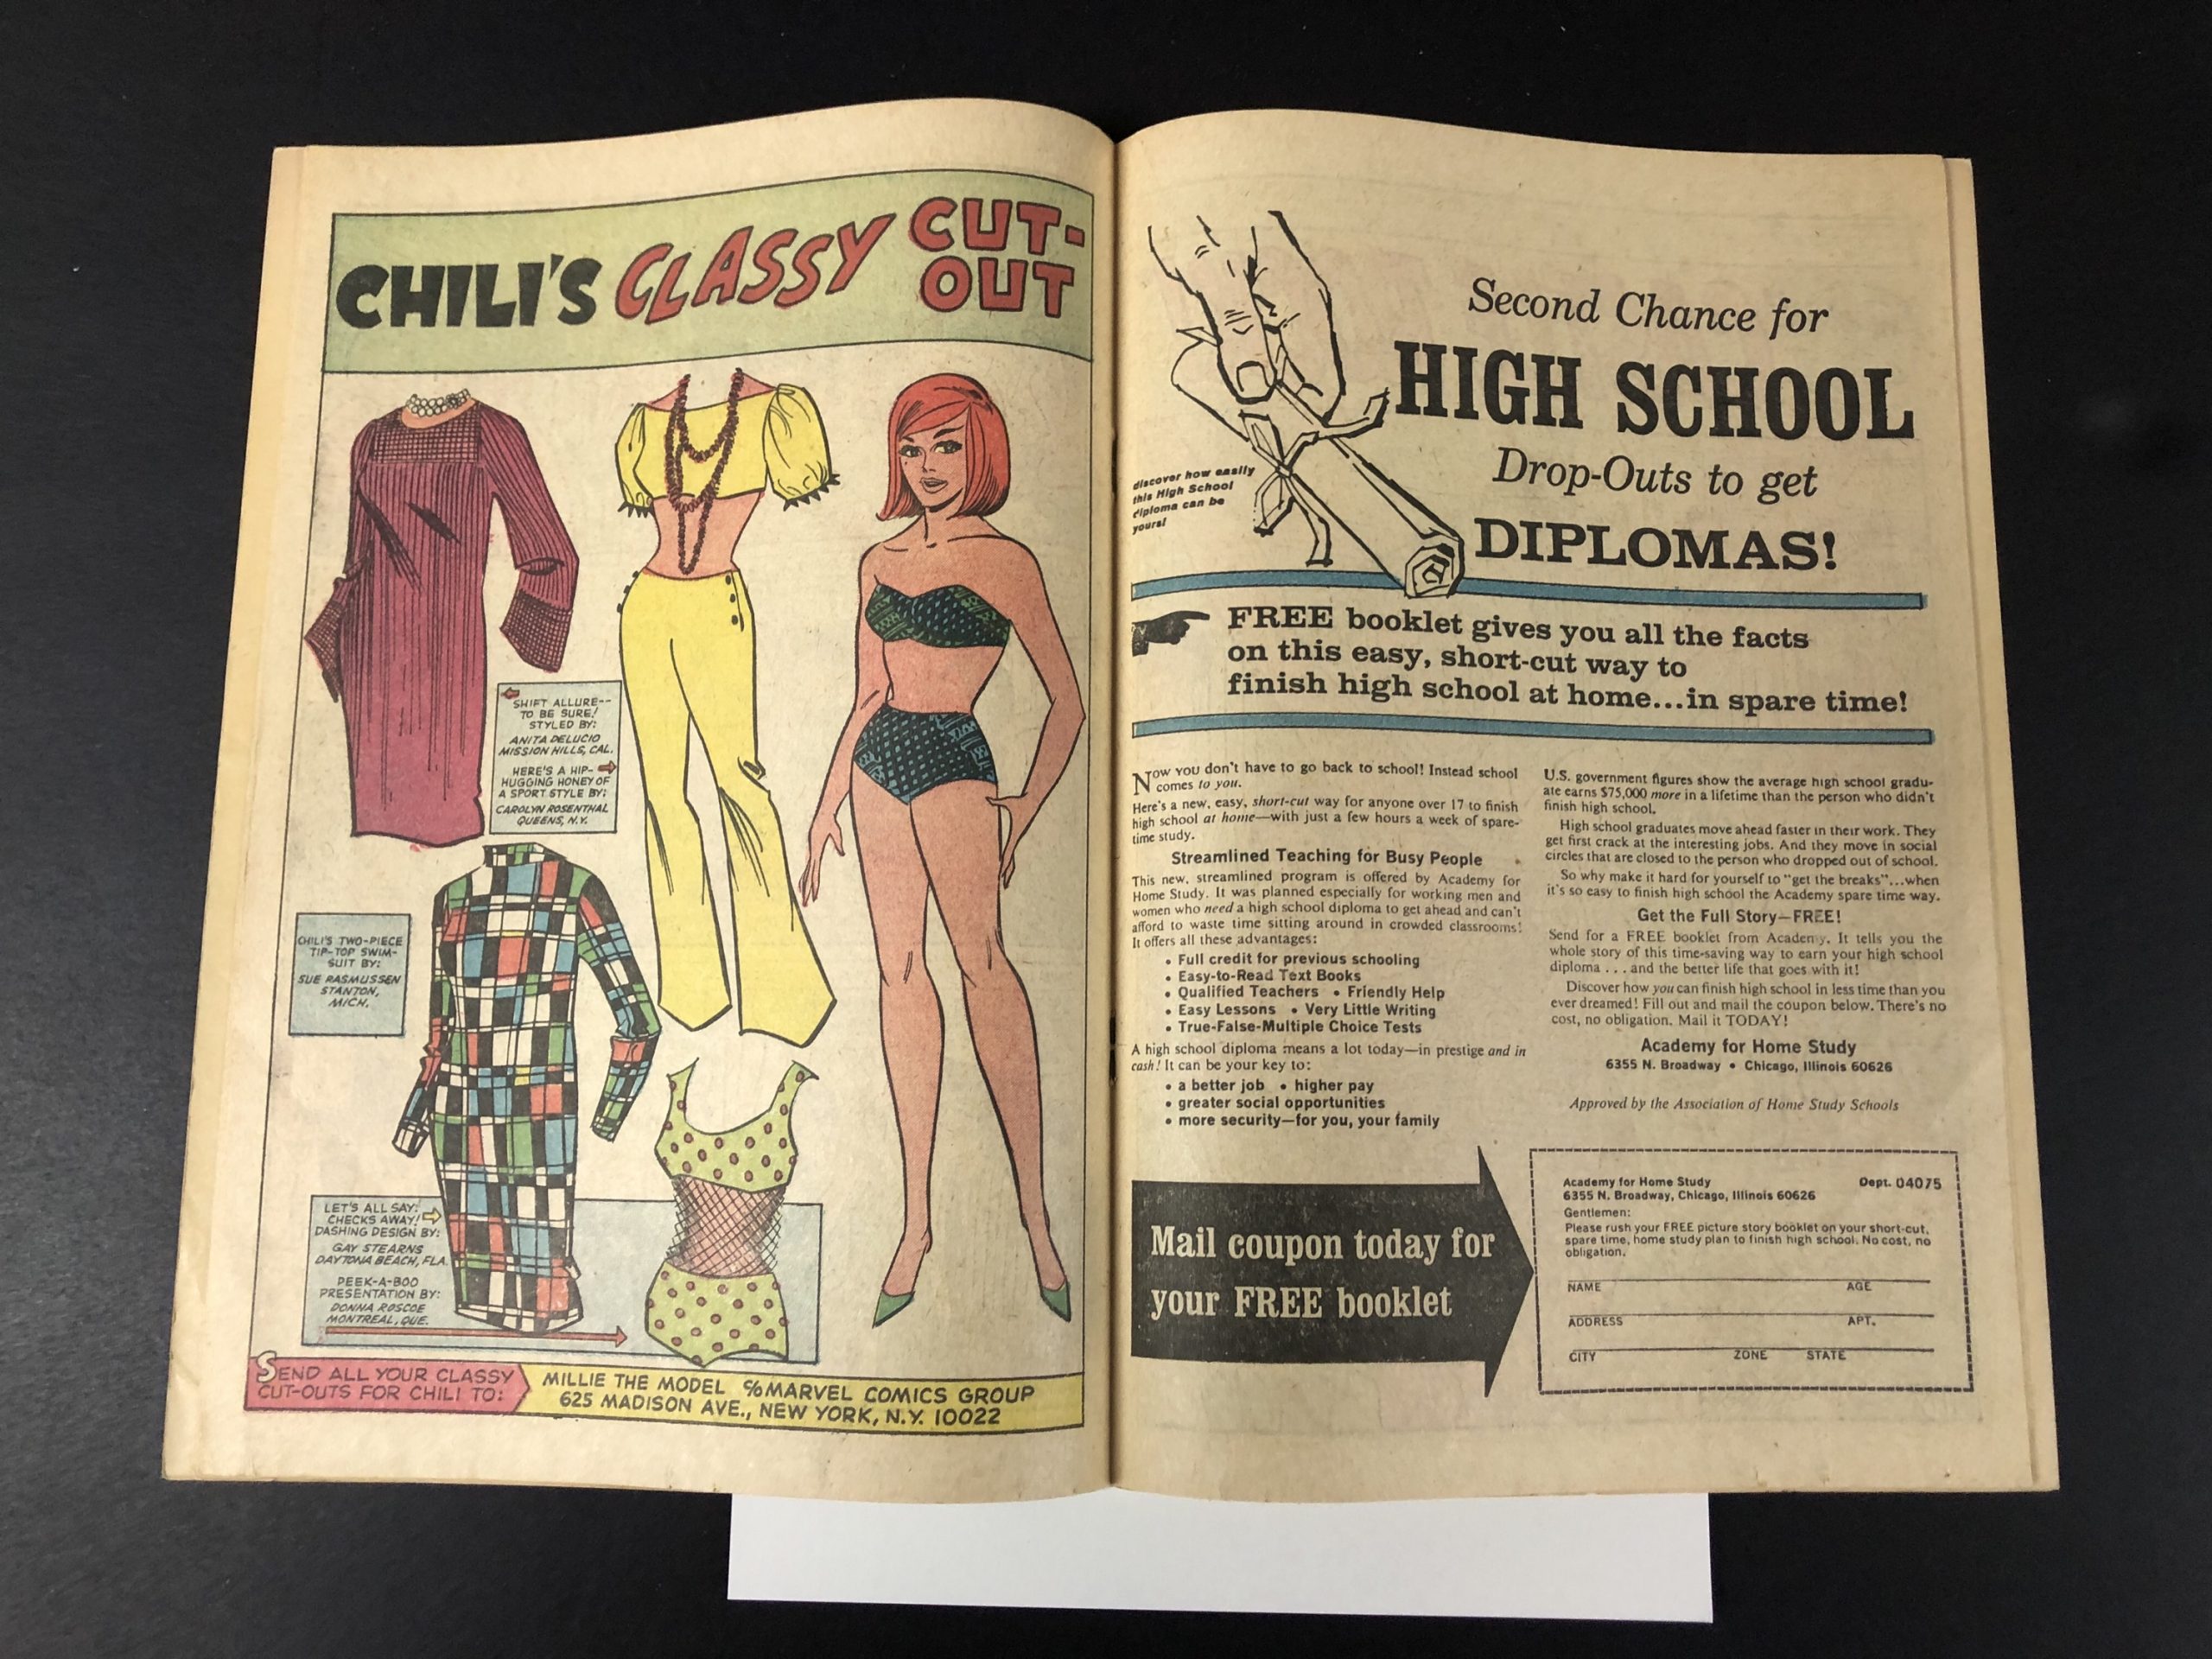 CHILI'S CLASSY CUT-
OUT
SHIFT ALLURE--
TO BE SURE!
STYLED BY:
ANITA DELUCIO
MISSION HILLS, CAL.
HERE'S A HIP-
HUGGING HONEY OF
A SPORT STYLE BY:
CAROLYN ROSENTHAL
QUEENS, N.Y.
CHILI'S TWO-PIECE
TIP-TOP SWIM-
SUIT BY:
SUE RASMUSSEN
STANTON,
MICH.
LET'S ALL SAY:
CHECKS AWAY!
DASHING DESIGN BY:
GAY STEARNS
DAYTONA BEACH, FLA.
PEEK-A-BOO
PRESENTATION BY:
DONNA ROSCOE
MONTREAL, QUE.
SEND ALL YOUR CLASSY
CUT-OUTS FOR CHILI TO:
MILLIE THE MODEL c/o MARVEL COMICS GROUP
625 MADISON AVE., NEW YORK, N.Y. 10022
Second Chance for
HIGH SCHOOL
Drop-Outs to get
DIPLOMAS!
discover how easily
this High School
diploma can be
yours!
FREE booklet gives you all the facts
on this easy, short-cut way to
finish high school at home...in spare time!
Now you don't have to go back to school! Instead school
comes to you.
Here's a new, easy, short-cut way for anyone over 17 to finish
high school at home—with just a few hours a week of spare-
time study.
Streamlined Teaching for Busy People
This new, streamlined program is offered by Academy for
Home Study. It was planned especially for working men and
women who need a high school diploma to get ahead and can't
afford to waste time sitting around in crowded classrooms!
It offers all these advantages:
• Full credit for previous schooling
• Easy-to-Read Text Books
• Qualified Teachers • Friendly Help
• Easy Lessons • Very Little Writing
• True-False-Multiple Choice Tests
A high school diploma means a lot today—in prestige and in
cash! It can be your key to:
• a better job • higher pay
• greater social opportunities
• more security—for you, your family
U.S. government figures show the average high school gradu-
ate earns $75,000 more in a lifetime than the person who didn't
finish high school.
High school graduates move ahead faster in their work. They
get first crack at the interesting jobs. And they move in social
circles that are closed to the person who dropped out of school.
So why make it hard for yourself to "get the breaks"...when
it's so easy to finish high school the Academy spare time way.
Get the Full Story—FREE!
Send for a FREE booklet from Academy. It tells you the
whole story of this time-saving way to earn your high school
diploma . . . and the better life that goes with it!
Discover how you can finish high school in less time than you
ever dreamed! Fill out and mail the coupon below. There's no
cost, no obligation. Mail it TODAY!
Academy for Home Study
6355 N. Broadway • Chicago, Illinois 60626
Approved by the Association of Home Study Schools
Mail coupon today for
your FREE booklet
Academy for Home Study Dept. 04075
6355 N. Broadway, Chicago, Illinois 60626
Gentlemen:
Please rush your FREE picture story booklet on your short-cut,
spare time, home study plan to finish high school. No cost, no
obligation.
NAME AGE
ADDRESS APT.
CITY ZONE STATE